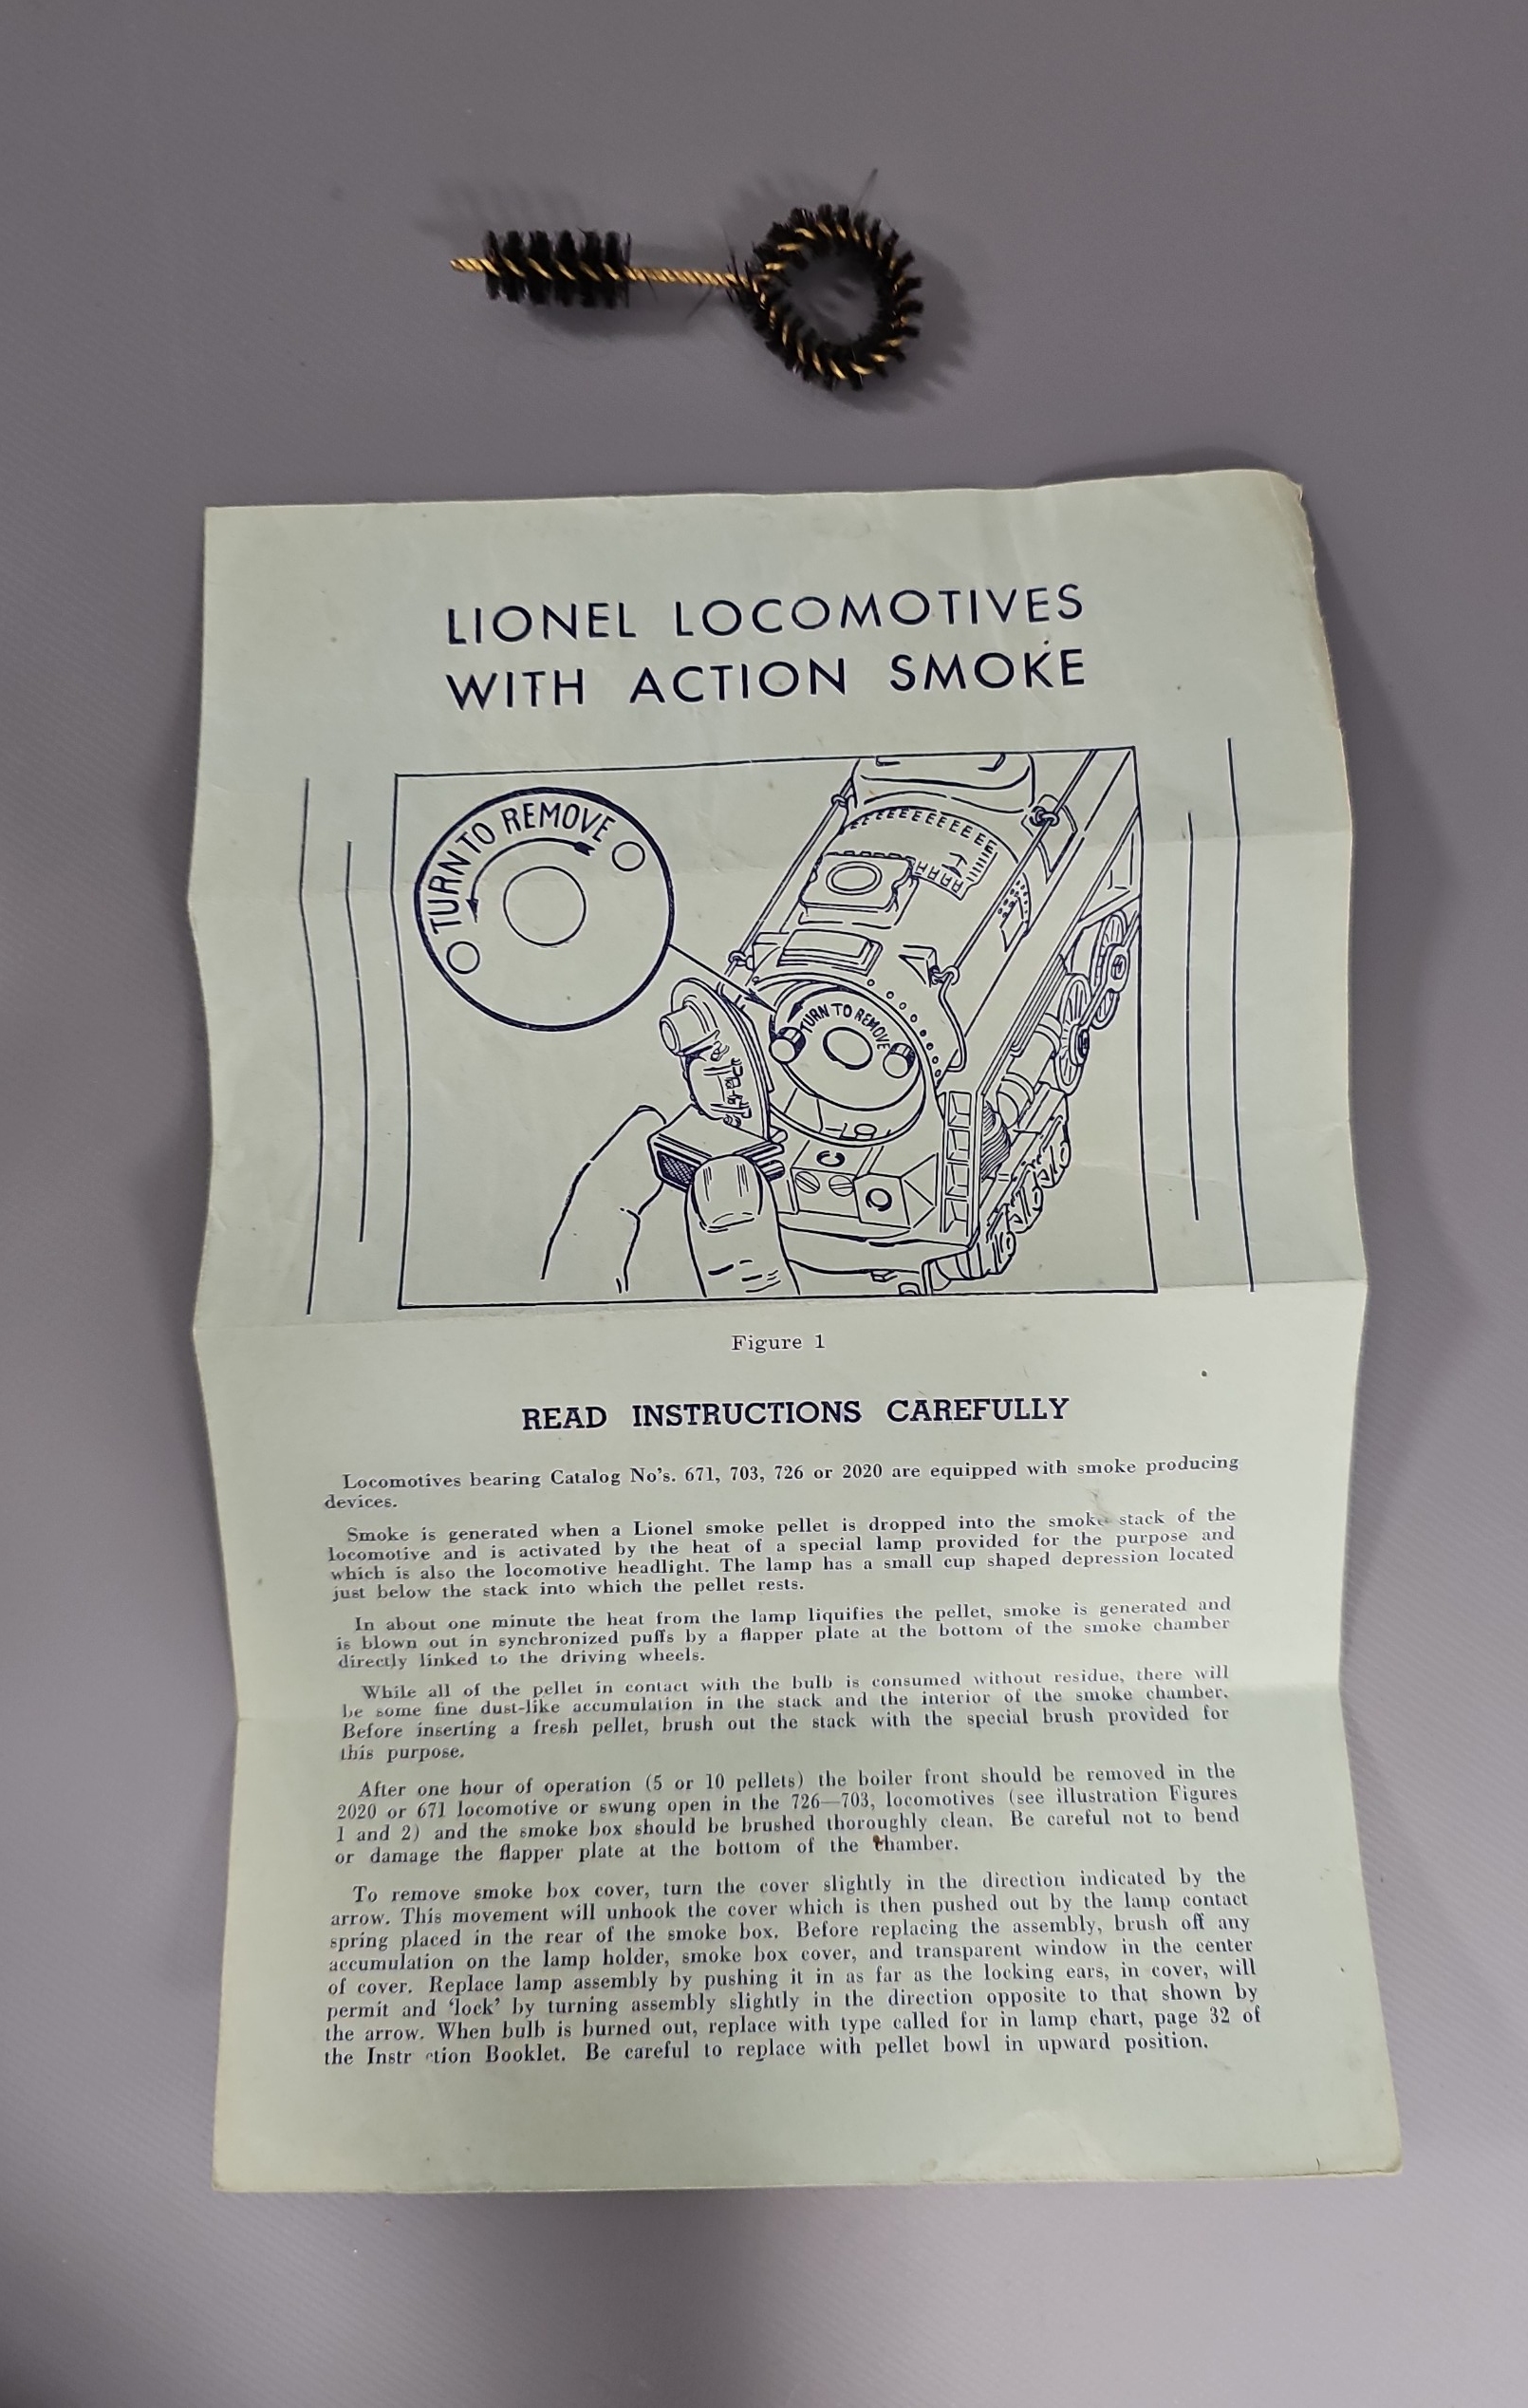 LIONEL LOCOMOTIVES
WITH ACTION SMOKE
TURN TO REMOVE
TURN TO REMOVE
Figure 1
READ INSTRUCTIONS CAREFULLY
Locomotives bearing Catalog No's. 671, 703, 726 or 2020 are equipped with smoke producing
devices.
Smoke is generated when a Lionel smoke pellet is dropped into the smoke stack of the
locomotive and is activated by the heat of a special lamp provided for the purpose and
which is also the locomotive headlight. The lamp has a small cup shaped depression located
just below the stack into which the pellet rests.
In about one minute the heat from the lamp liquifies the pellet, smoke is generated and
is blown out in synchronized puffs by a flapper plate at the bottom of the smoke chamber
directly linked to the driving wheels.
While all of the pellet in contact with the bulb is consumed without residue, there will
be some fine dust-like accumulation in the stack and the interior of the smoke chamber.
Before inserting a fresh pellet, brush out the stack with the special brush provided for
this purpose.
After one hour of operation (5 or 10 pellets) the boiler front should be removed in the
2020 or 671 locomotive or swung open in the 726—703, locomotives (see illustration Figures
1 and 2) and the smoke box should be brushed thoroughly clean. Be careful not to bend
or damage the flapper plate at the bottom of the chamber.
To remove smoke box cover, turn the cover slightly in the direction indicated by the
arrow. This movement will unhook the cover which is then pushed out by the lamp contact
spring placed in the rear of the smoke box. Before replacing the assembly, brush off any
accumulation on the lamp holder, smoke box cover, and transparent window in the center
of cover. Replace lamp assembly by pushing it in as far as the locking ears, in cover, will
permit and 'lock' by turning assembly slightly in the direction opposite to that shown by
the arrow. When bulb is burned out, replace with type called for in lamp chart, page 32 of
the Instr ction Booklet. Be careful to replace with pellet bowl in upward position.